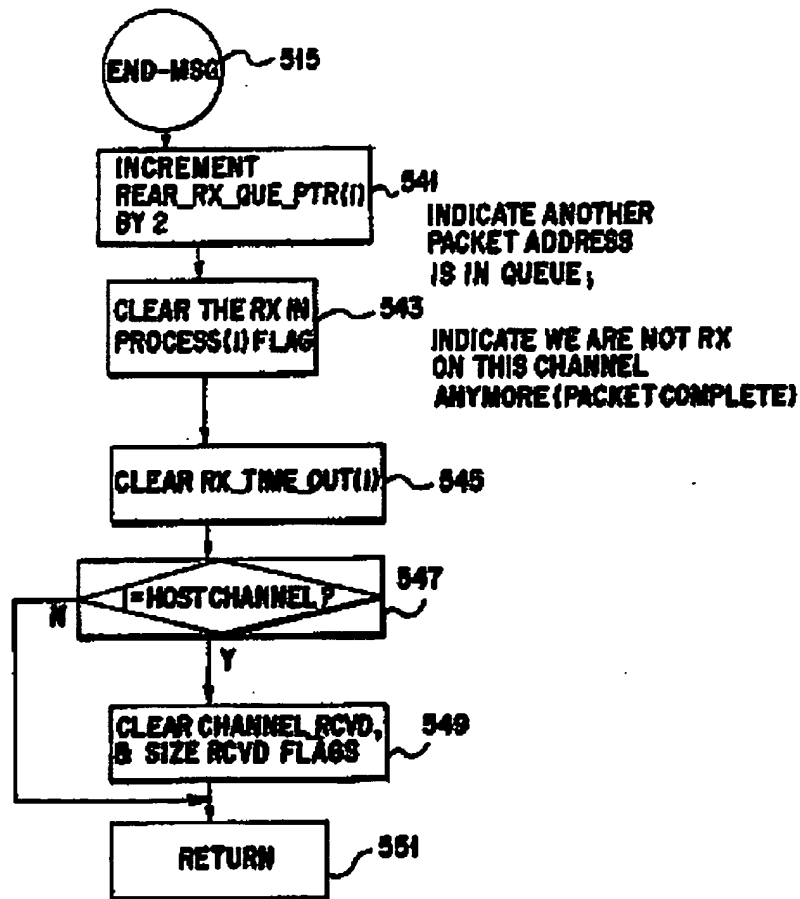 END-MSG
515
INCREMENT
REAR_RX_QUE_PTR(I)
BY 2
541
INDICATE ANOTHER
PACKET ADDRESS
IS IN QUEUE;
CLEAR THE RX IN
PROCESS(I) FLAG
543
INDICATE WE ARE NOT RX
ON THIS CHANNEL
ANYMORE (PACKET COMPLETE)
CLEAR RX_TIME_OUT(I)
545
I=HOST CHANNEL?
547
N
Y
CLEAR CHANNEL_RCVD,
& SIZE RCVD FLAGS
549
RETURN
551